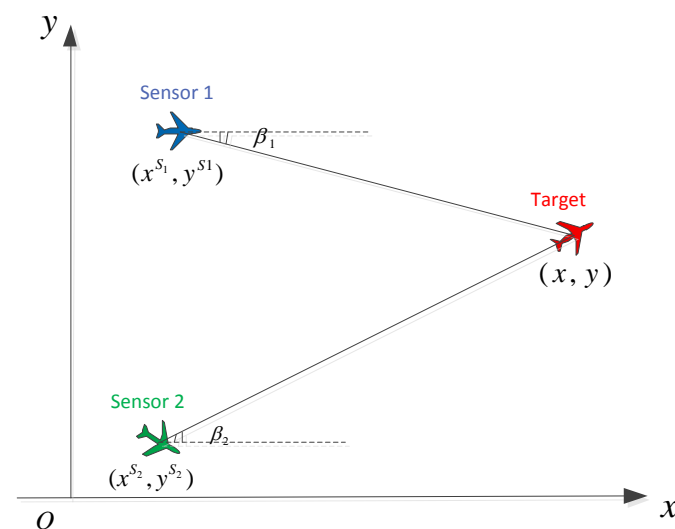 y
Sensor 1
β₁
(x^{S₁}, y^{S1})
Target
(x, y)
Sensor 2
β₂
(x^{S₂}, y^{S₂})
O
x